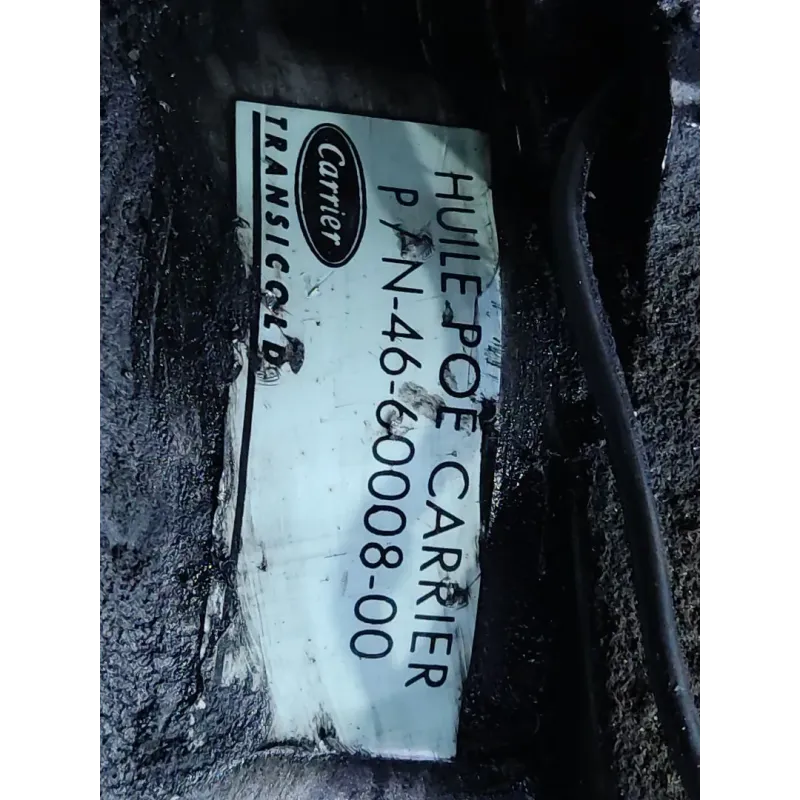 HUILE POE CARRIER
P/N-46-60008-00
Carrier
TRANSICOLD